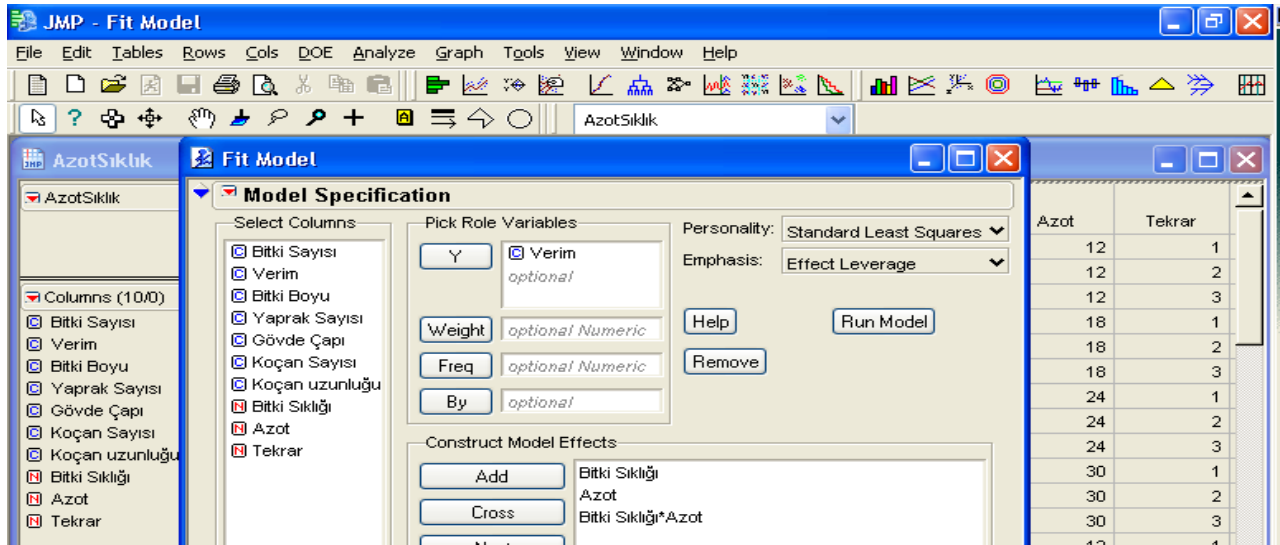 JMP - Fit Model
File Edit Tables Rows Cols DOE Analyze Graph Tools View Window Help
AzotSıklık
AzotSıklık
AzotSıklık
Columns (10/0)
Bitki Sayısı
Verim
Bitki Boyu
Yaprak Sayısı
Gövde Çapı
Koçan Sayısı
Koçan uzunluğu
Bitki Sıklığı
Azot
Tekrar
Fit Model
Model Specification
Select Columns
Bitki Sayısı
Verim
Bitki Boyu
Yaprak Sayısı
Gövde Çapı
Koçan Sayısı
Koçan uzunluğu
Bitki Sıklığı
Azot
Tekrar
Pick Role Variables
Y Verim
optional
Weight optional Numeric
Freq optional Numeric
By optional
Personality: Standard Least Squares
Emphasis: Effect Leverage
Help Run Model
Remove
Construct Model Effects
Add
Cross
Bitki Sıklığı
Azot
Bitki Sıklığı*Azot
Azot Tekrar
12 1
12 2
12 3
18 1
18 2
18 3
24 1
24 2
24 3
30 1
30 2
30 3